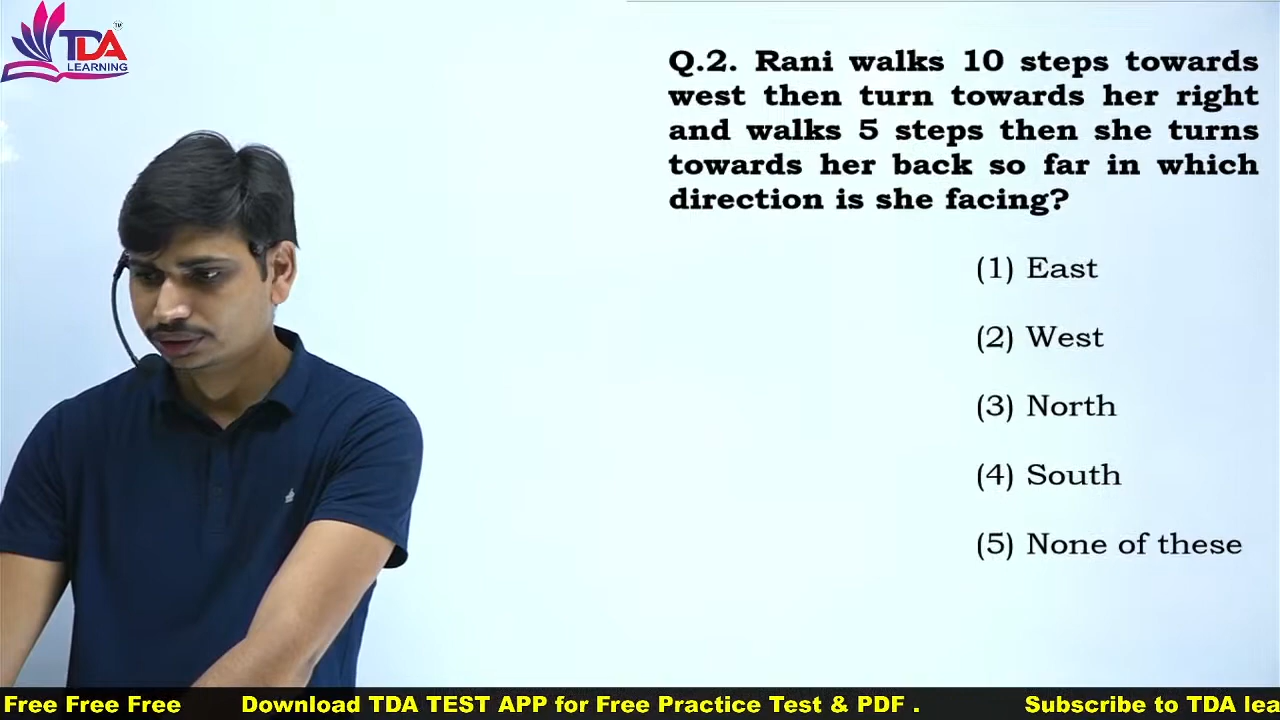 TDA
TM
LEARNING
Q.2. Rani walks 10 steps towards
west then turn towards her right
and walks 5 steps then she turns
towards her back so far in which
direction is she facing?
(1) East
(2) West
(3) North
(4) South
(5) None of these
Free Free Free Download TDA TEST APP for Free Practice Test & PDF . Subscribe to TDA lea